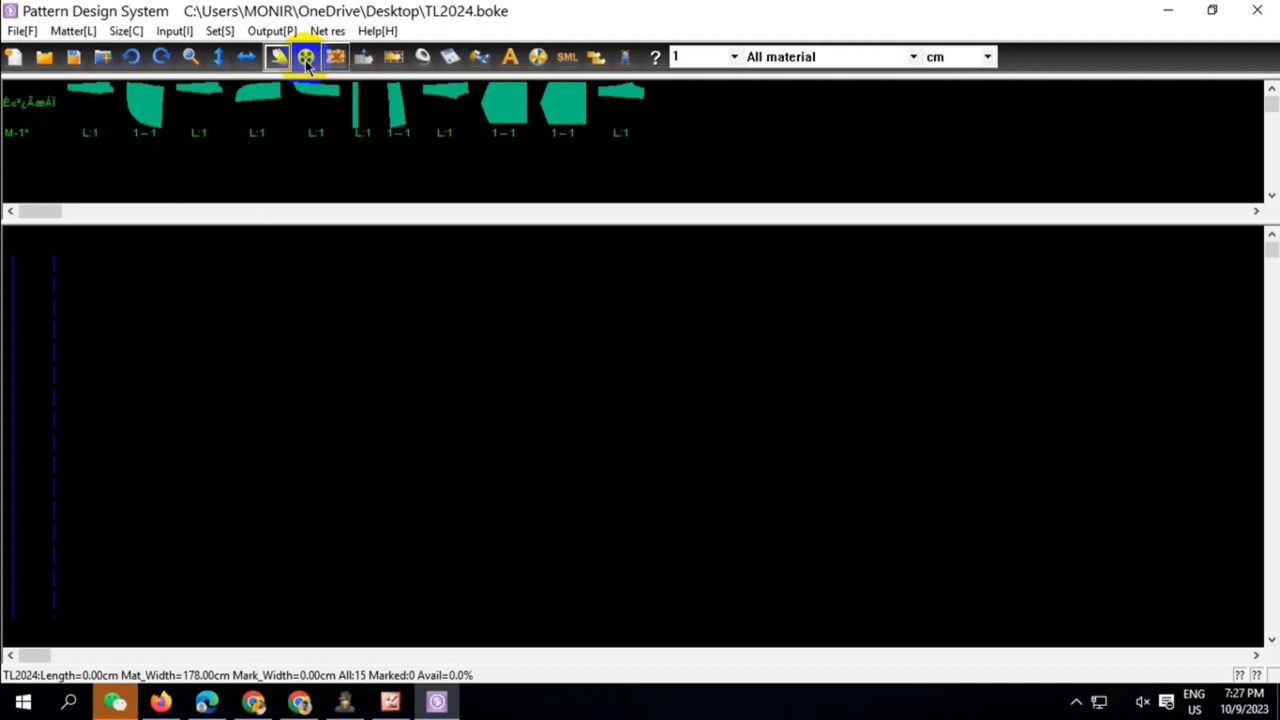 Pattern Design System C:\Users\MONIR\OneDrive\Desktop\TL2024.boke
File[F] Matter[L] Size[C] Input[I] Set[S] Output[P] Net res Help[H]
A SML ? 1 All material cm
È«²¿ÃæÁÏ
M-1* L:1 1--1 L:1 L:1 L:1 L:1 1--1 L:1 1--1 1--1 L:1
TL2024:Length=0.00cm Mat_Width=178.00cm Mark_Width=0.00cm All:15 Marked:0 Avail=0.0% ?? ??
ENG 7:27 PM
US 10/9/2023